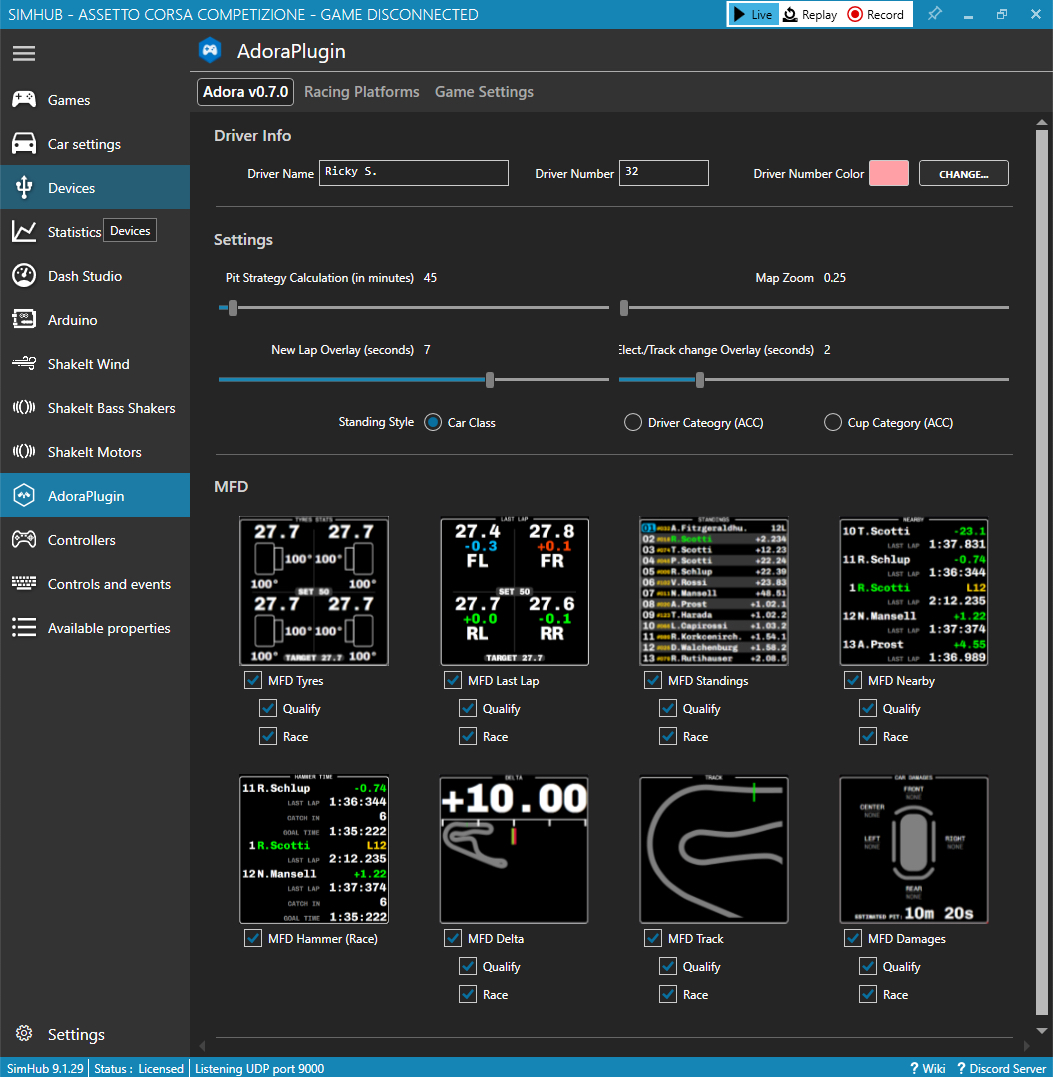 SIMHUB - ASSETTO CORSA COMPETIZIONE - GAME DISCONNECTED
Live Replay Record
AdoraPlugin
Adora v0.7.0 Racing Platforms Game Settings
Games
Car settings
Devices
Statistics
Devices
Dash Studio
Arduino
ShakeIt Wind
ShakeIt Bass Shakers
ShakeIt Motors
AdoraPlugin
Controllers
Controls and events
Available properties
Settings
Driver Info
Driver Name Ricky S. Driver Number 32 Driver Number Color CHANGE...
Settings
Pit Strategy Calculation (in minutes) 45 Map Zoom 0.25
New Lap Overlay (seconds) 7 Elect./Track change Overlay (seconds) 2
Standing Style Car Class Driver Cateogry (ACC) Cup Category (ACC)
MFD
TYRES STATS
27.7 27.7
100° 100°
100° 100°
SET 50
27.7 27.7
100° 100°
100° TARGET 27.7 100°
MFD Tyres
Qualify
Race
LAST LAP
27.4 27.8
-0.3 +0.1
FL FR
SET 50
27.7 27.6
+0.0 -0.1
RL RR
TARGET 27.7
MFD Last Lap
Qualify
Race
STANDINGS
01 A.Fitzgeraldhu. 12L
02 R.Scotti +2.234
03 T.Scotti +12.23
04 P.Scotti +22.24
05 R.Schlup +22.39
06 V.Rossi +23.83
07 N.Mansell +48.51
08 A.Prost +1.02.1
09 T.Harada +1.02.2
10 L.Capirossi +1.03.2
11 R.Korkcenirch. +1.54.1
12 D.Walchenburg +1.58.2
13 R.Rutihauser +2.08.5
MFD Standings
Qualify
Race
NEARBY
10 T.Scotti -23.1
LAST LAP 1:37.831
11 R.Schlup -0.74
LAST LAP 1:36:344
1 R.Scotti L12
LAST LAP 2:12.235
12 N.Mansell +1.22
LAST LAP 1:37:374
13 A.Prost +4.55
LAST LAP 1:36.989
MFD Nearby
Qualify
Race
HAMMER TIME
11 R.Schlup -0.74
LAST LAP 1:36:344
CATCH IN 6
GOAL TIME 1:35:222
1 R.Scotti L12
LAST LAP 2:12.235
12 N.Mansell +1.22
LAST LAP 1:37:374
CATCH IN 6
GOAL TIME 1:35:222
MFD Hammer (Race)
DELTA
+10.00
MFD Delta
Qualify
Race
TRACK
MFD Track
Qualify
Race
CAR DAMAGES
FRONT
NONE
CENTER
NONE
LEFT RIGHT
NONE NONE
REAR
NONE
ESTIMATED PIT: 10m 20s
MFD Damages
Qualify
Race
SimHub 9.1.29 Status : Licensed Listening UDP port 9000 ? Wiki ? Discord Server